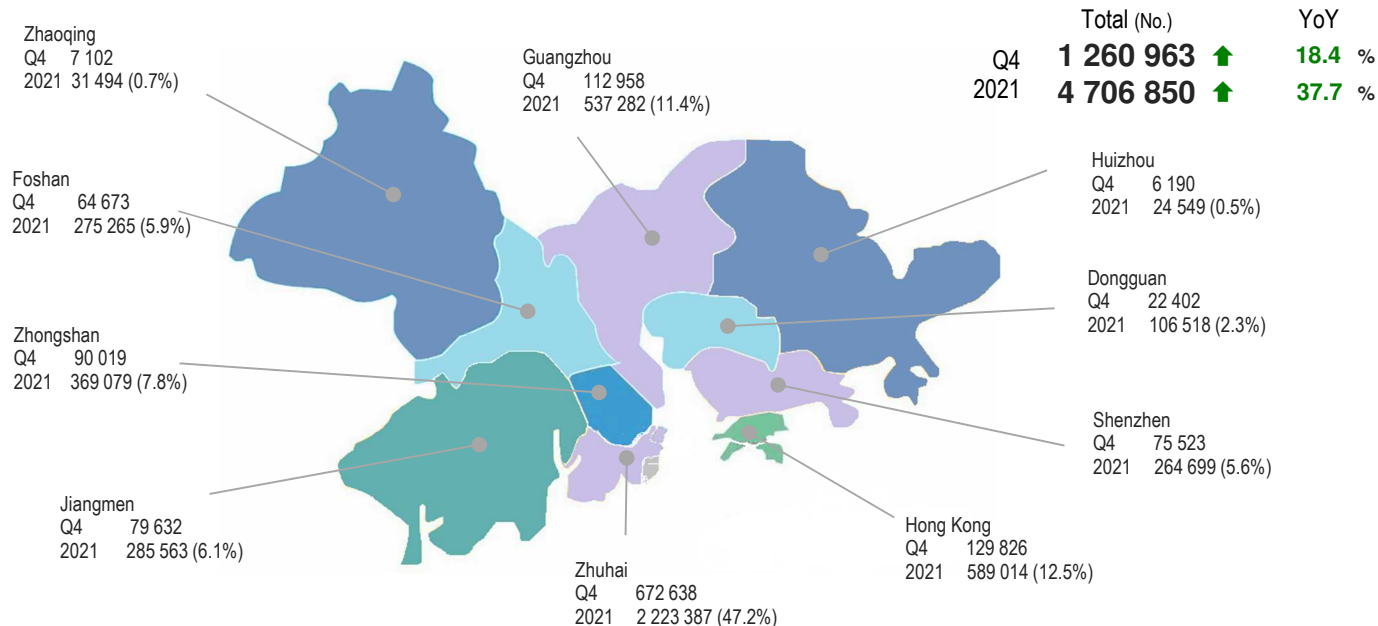 Total (No.) YoY
Q4 1 260 963 18.4 %
2021 4 706 850 37.7 %
Zhaoqing
Q4 7 102
2021 31 494 (0.7%)
Guangzhou
Q4 112 958
2021 537 282 (11.4%)
Huizhou
Q4 6 190
2021 24 549 (0.5%)
Foshan
Q4 64 673
2021 275 265 (5.9%)
Dongguan
Q4 22 402
2021 106 518 (2.3%)
Zhongshan
Q4 90 019
2021 369 079 (7.8%)
Shenzhen
Q4 75 523
2021 264 699 (5.6%)
Jiangmen
Q4 79 632
2021 285 563 (6.1%)
Hong Kong
Q4 129 826
2021 589 014 (12.5%)
Zhuhai
Q4 672 638
2021 2 223 387 (47.2%)